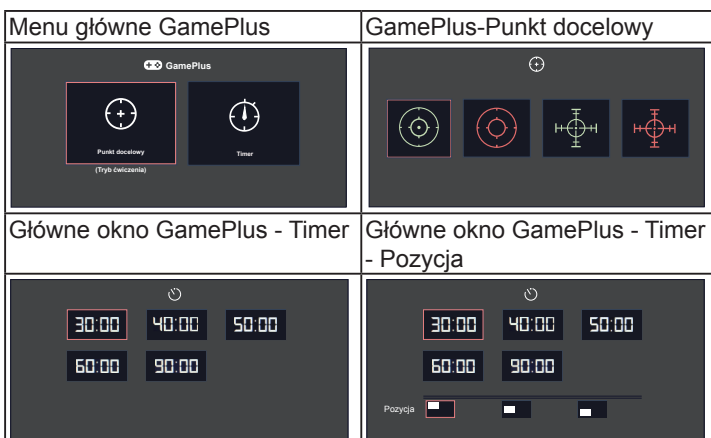 Menu główne GamePlus
GamePlus-Punkt docelowy
GamePlus
Punkt docelowy
Timer
(Tryb ćwiczenia)
Główne okno GamePlus - Timer
Główne okno GamePlus - Timer
- Pozycja
30:00 40:00 50:00
60:00 90:00
30:00 40:00 50:00
60:00 90:00
Pozycja